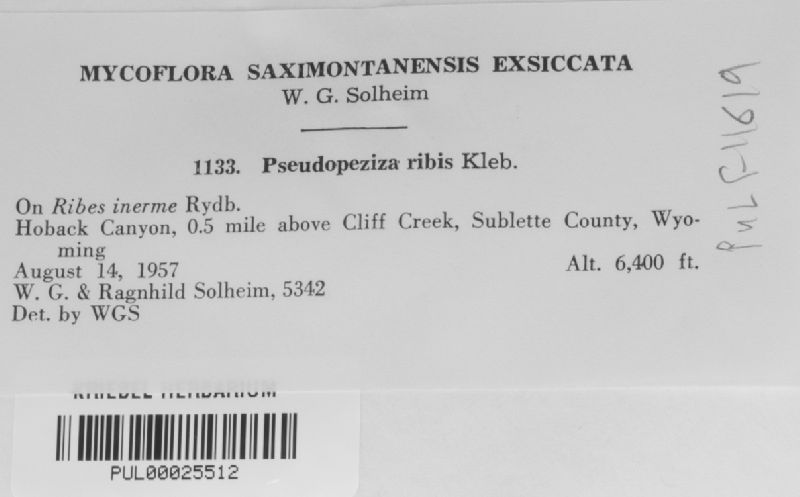 MYCOFLORA SAXIMONTANENSIS EXSICCATA
W. G. Solheim
1133. Pseudopeziza ribis Kleb.
On Ribes inerme Rydb.
Hoback Canyon, 0.5 mile above Cliff Creek, Sublette County, Wyo-
ming
August 14, 1957
Alt. 6,400 ft.
W. G. & Ragnhild Solheim, 5342
Det. by WGS
PUL F11619
KRIEBEL HERBARIUM
PUL00025512